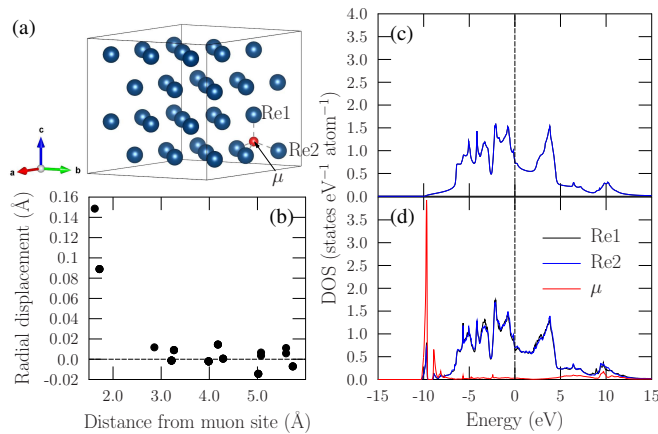 (a)
Re1
Re2
μ
c
a
b
(b)
Radial displacement (Å)
0.16
0.14
0.12
0.1
0.08
0.06
0.04
0.02
0.0
-0.02
2.0 3.0 4.0 5.0
Distance from muon site (Å)
(c)
DOS (states eV⁻¹ atom⁻¹)
4.0
3.5
3.0
2.5
2.0
1.5
1.0
0.5
0.0
(d)
Re1
Re2
μ
3.5
3.0
2.5
2.0
1.5
1.0
0.5
0.0
-15 -10 -5 0 5 10 15
Energy (eV)